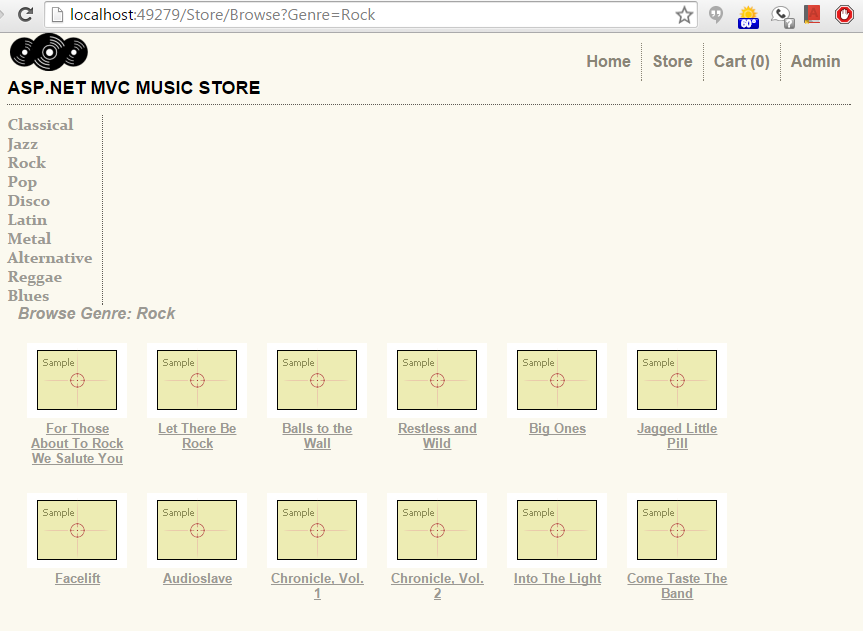 localhost:49279/Store/Browse?Genre=Rock
60°
ASP.NET MVC MUSIC STORE
Home Store Cart (0) Admin
Classical
Jazz
Rock
Pop
Disco
Latin
Metal
Alternative
Reggae
Blues
Browse Genre: Rock
Sample Sample Sample Sample Sample Sample
For Those Let There Be Balls to the Restless and Big Ones Jagged Little
About To Rock Rock Wall Wild Pill
We Salute You
Sample Sample Sample Sample Sample Sample
Facelift Audioslave Chronicle, Vol. Chronicle, Vol. Into The Light Come Taste The
1 2 Band